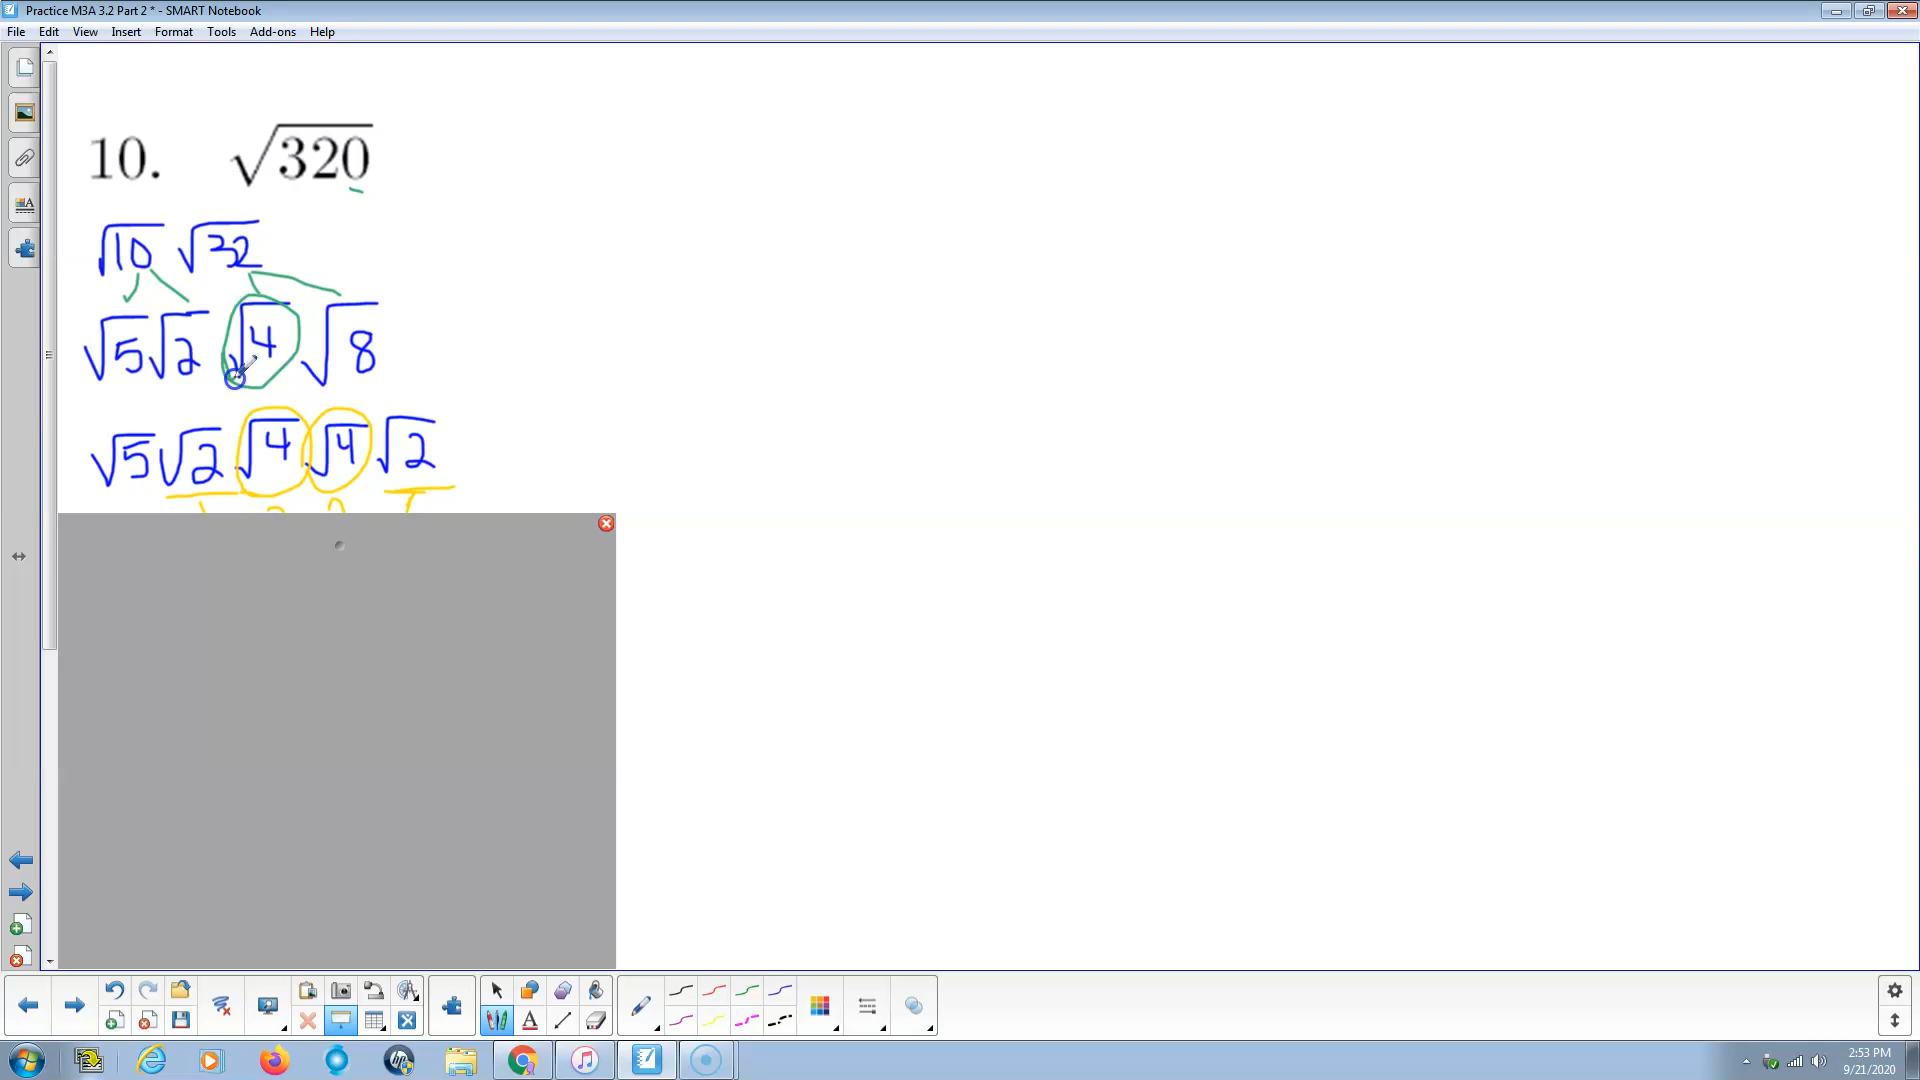 Practice M3A 3.2 Part 2 * - SMART Notebook
File Edit View Insert Format Tools Add-ons Help
10. √320
√10 √32
√5 √2 √4 √8
√5 √2 √4 √4 √2
2:53 PM
9/21/2020